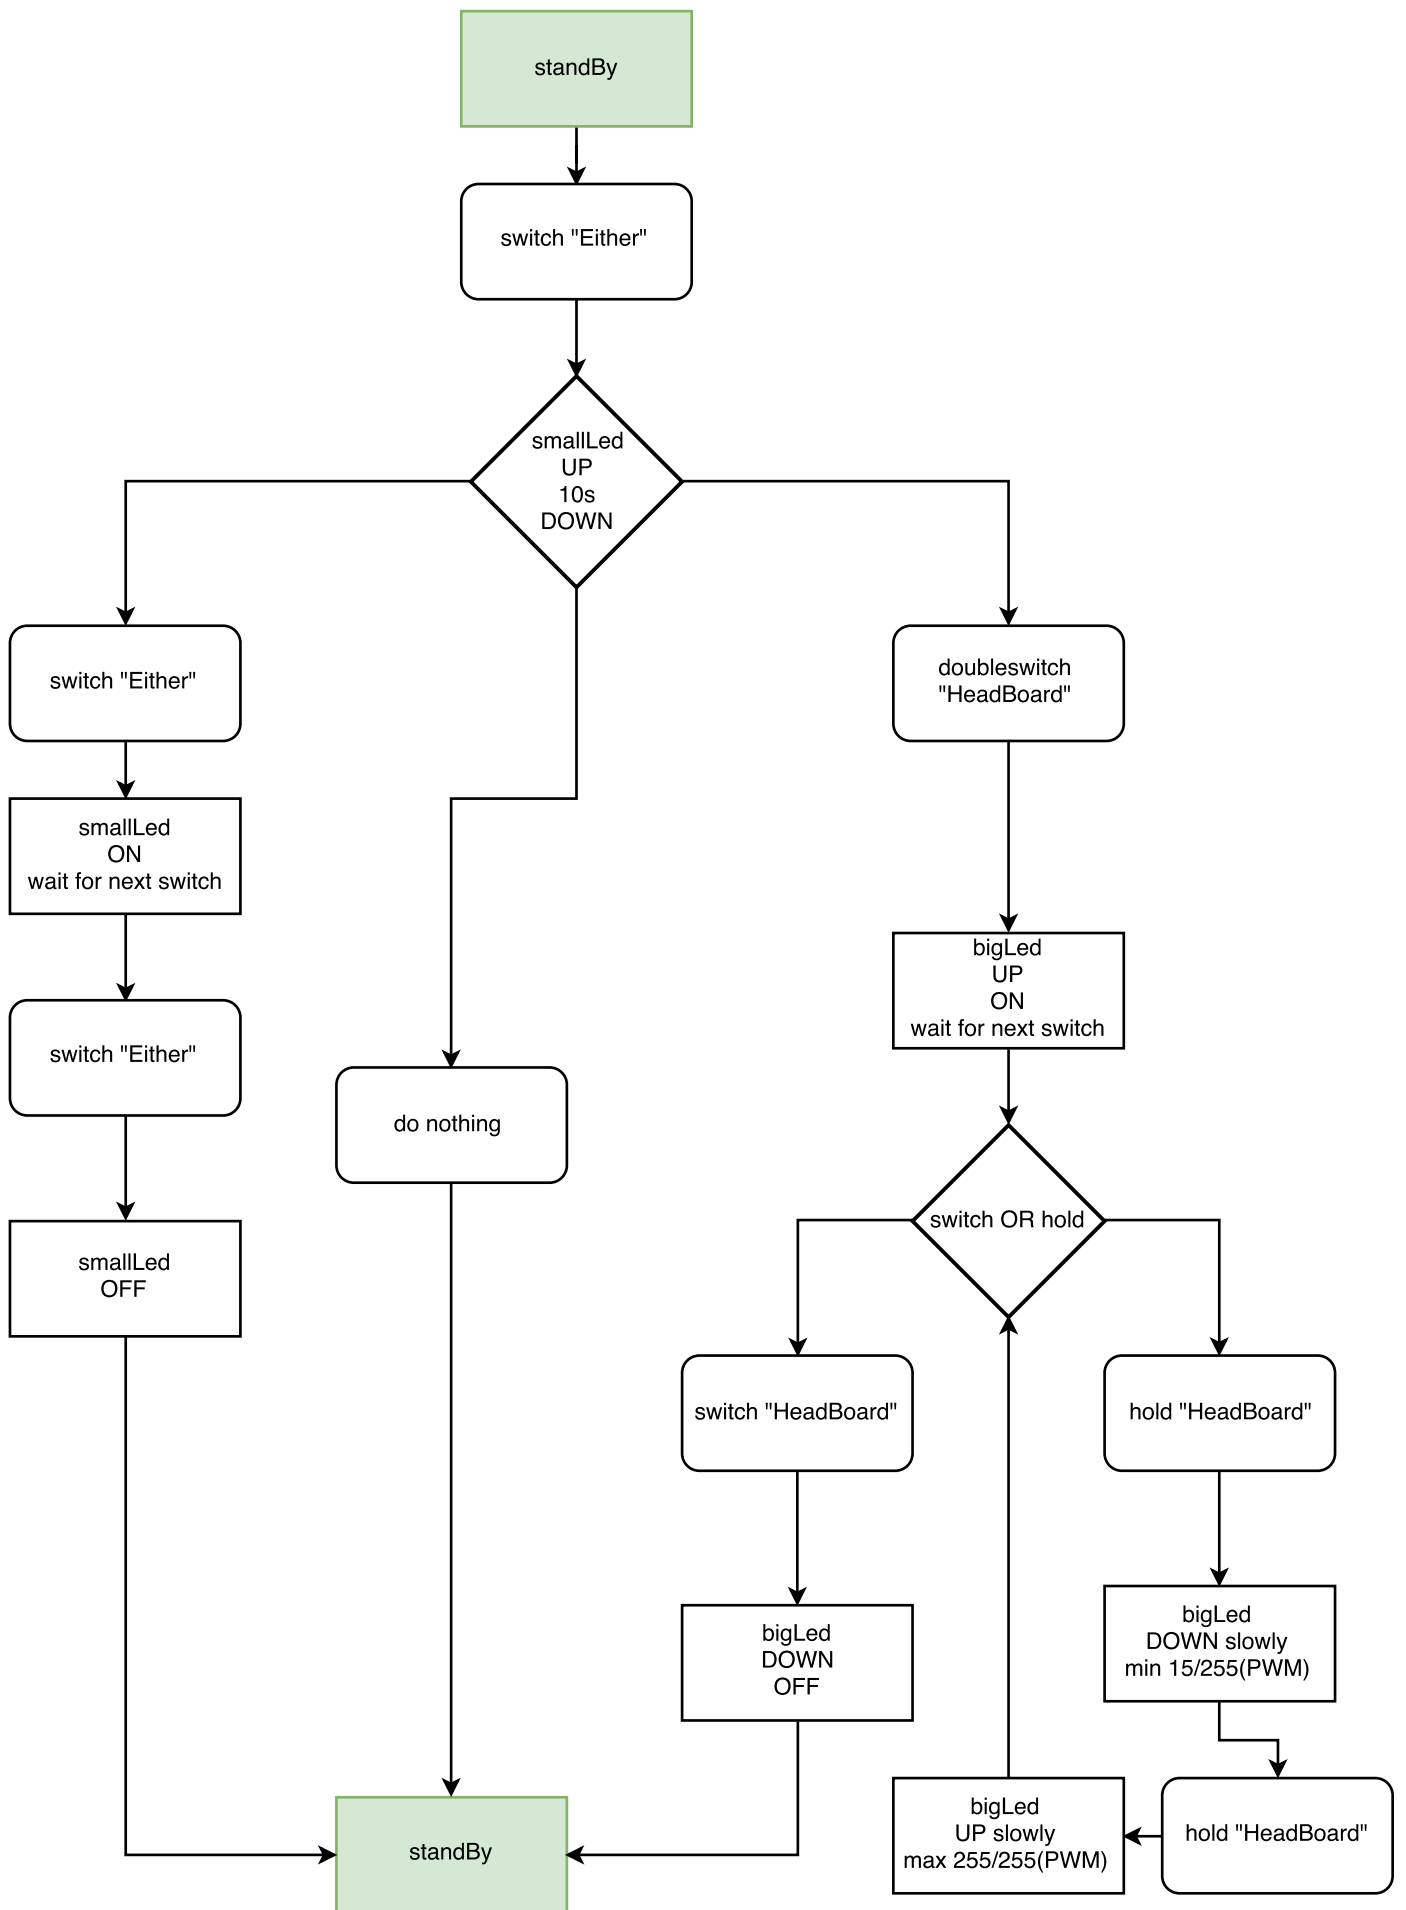 standBy
switch "Either"
smallLed
UP
10s
DOWN
switch "Either"
doubleswitch
"HeadBoard"
smallLed
ON
wait for next switch
bigLed
UP
ON
wait for next switch
switch "Either"
do nothing
switch OR hold
smallLed
OFF
switch "HeadBoard"
hold "HeadBoard"
bigLed
DOWN
OFF
bigLed
DOWN slowly
min 15/255(PWM)
standBy
bigLed
UP slowly
max 255/255(PWM)
hold "HeadBoard"